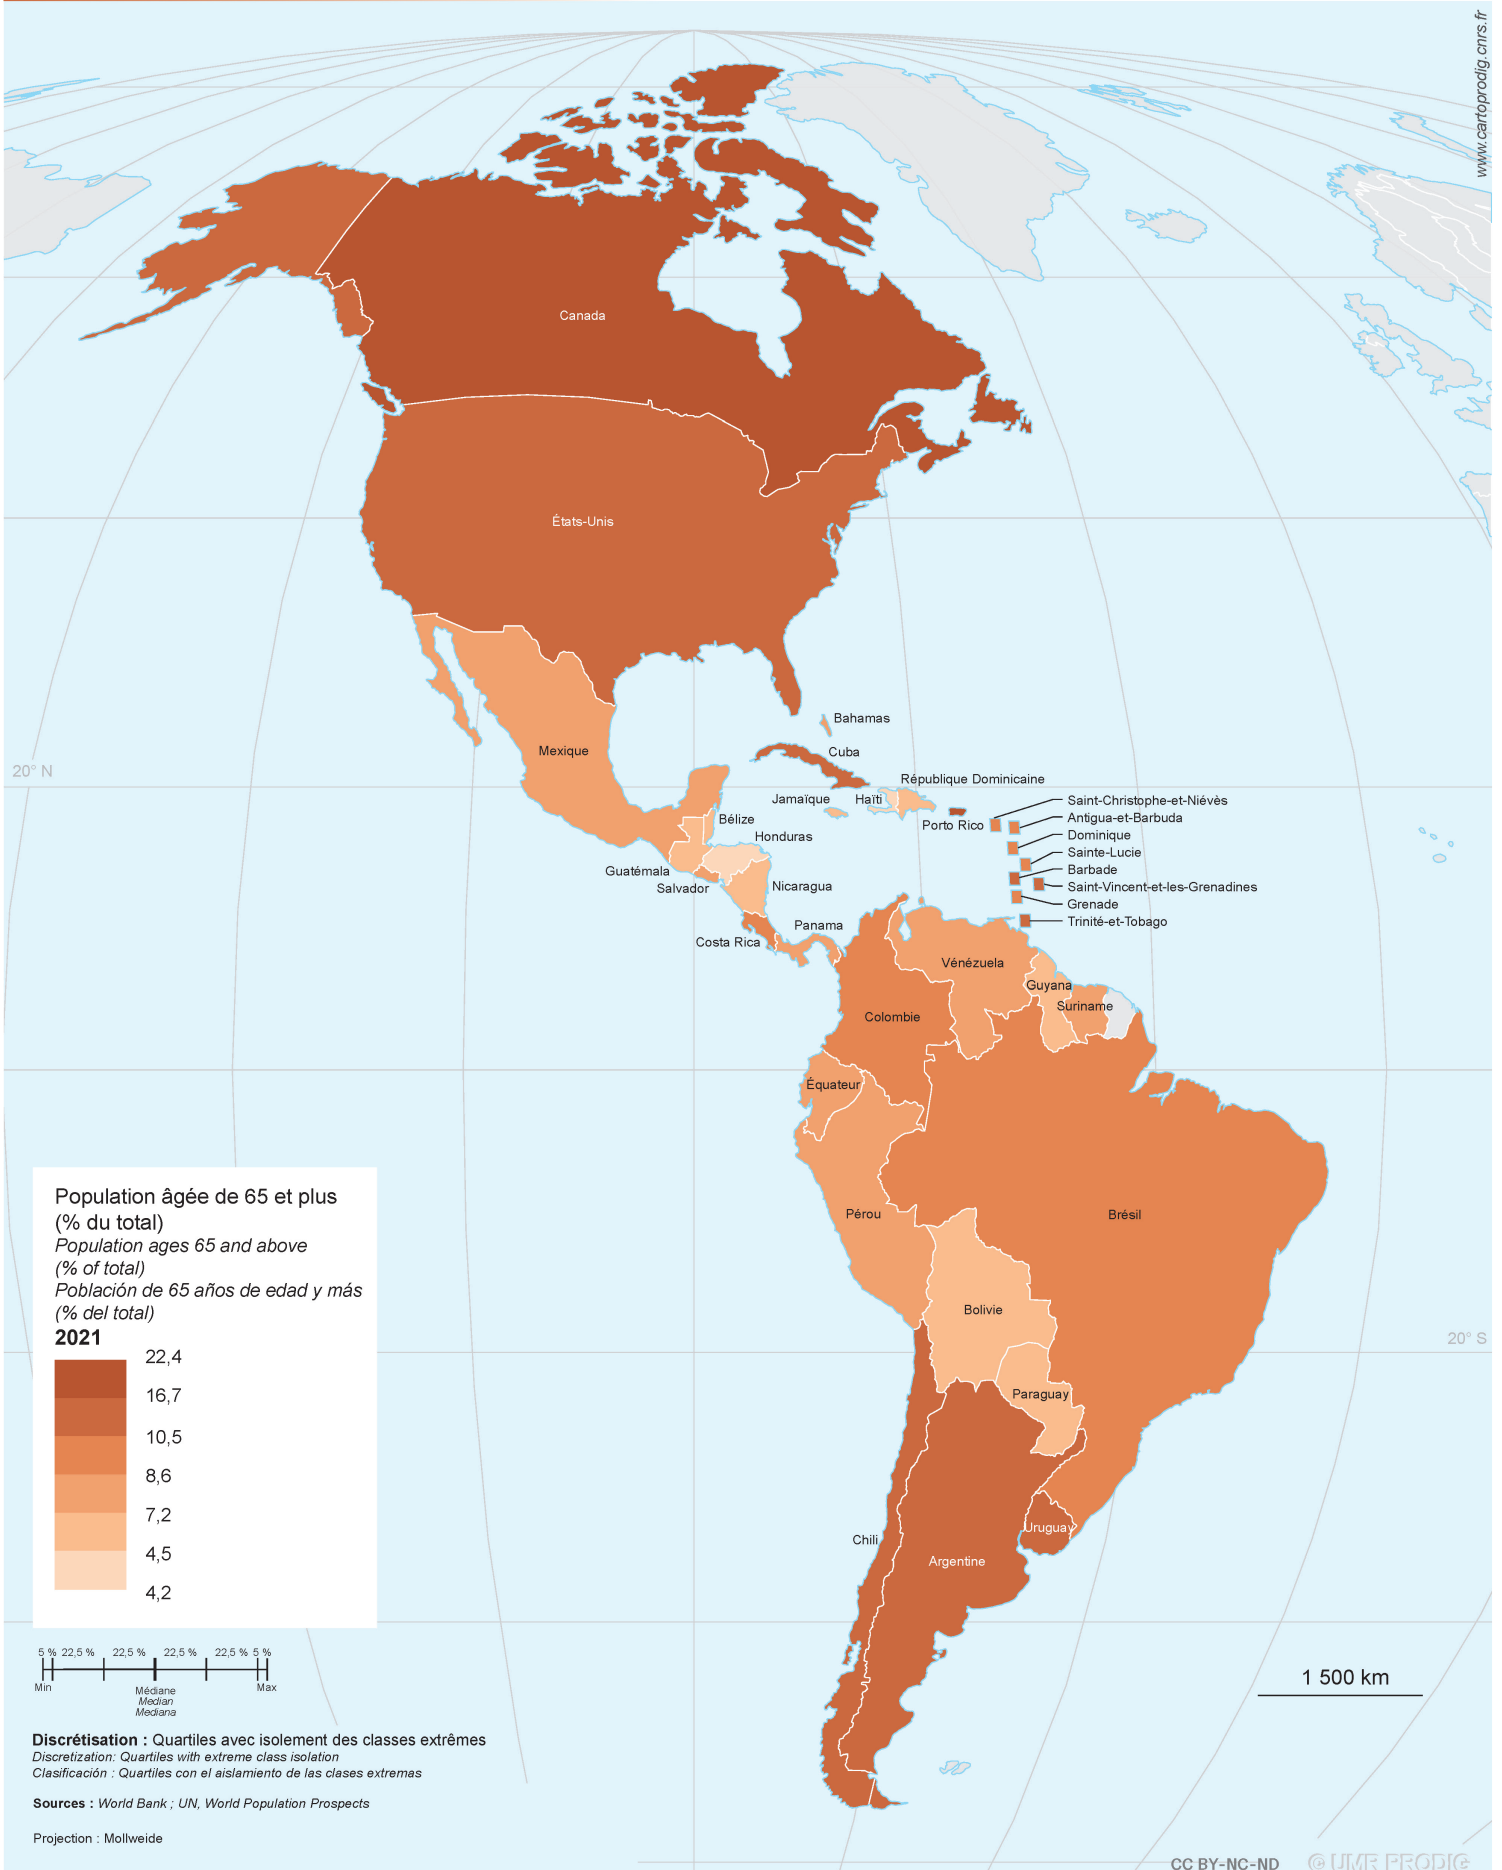 www.cartoprodig.cnrs.fr
Canada
États-Unis
Mexique
Bahamas
Cuba
20° N
République Dominicaine
Jamaïque
Haïti
Saint-Christophe-et-Niévès
Antigua-et-Barbuda
Porto Rico
Dominique
Bélize
Honduras
Sainte-Lucie
Barbade
Guatémala
Salvador
Nicaragua
Saint-Vincent-et-les-Grenadines
Grenade
Trinité-et-Tobago
Panama
Costa Rica
Vénézuela
Guyana
Suriname
Colombie
Équateur
Pérou
Brésil
Bolivie
20° S
Paraguay
Uruguay
Chili
Argentine
Population âgée de 65 et plus
(% du total)
Population ages 65 and above
(% of total)
Población de 65 años de edad y más
(% del total)
2021
22,4
16,7
10,5
8,6
7,2
4,5
4,2
5 % 22,5 % 22,5 % 22,5 % 22,5 % 5 %
Min Médiane Max
Median
Mediana
1 500 km
Discrétisation : Quartiles avec isolement des classes extrêmes
Discretization: Quartiles with extreme class isolation
Clasificación : Quartiles con el aislamiento de las clases extremas
Sources : World Bank ; UN, World Population Prospects
Projection : Mollweide
CC BY-NC-ND © UMR PRODIG